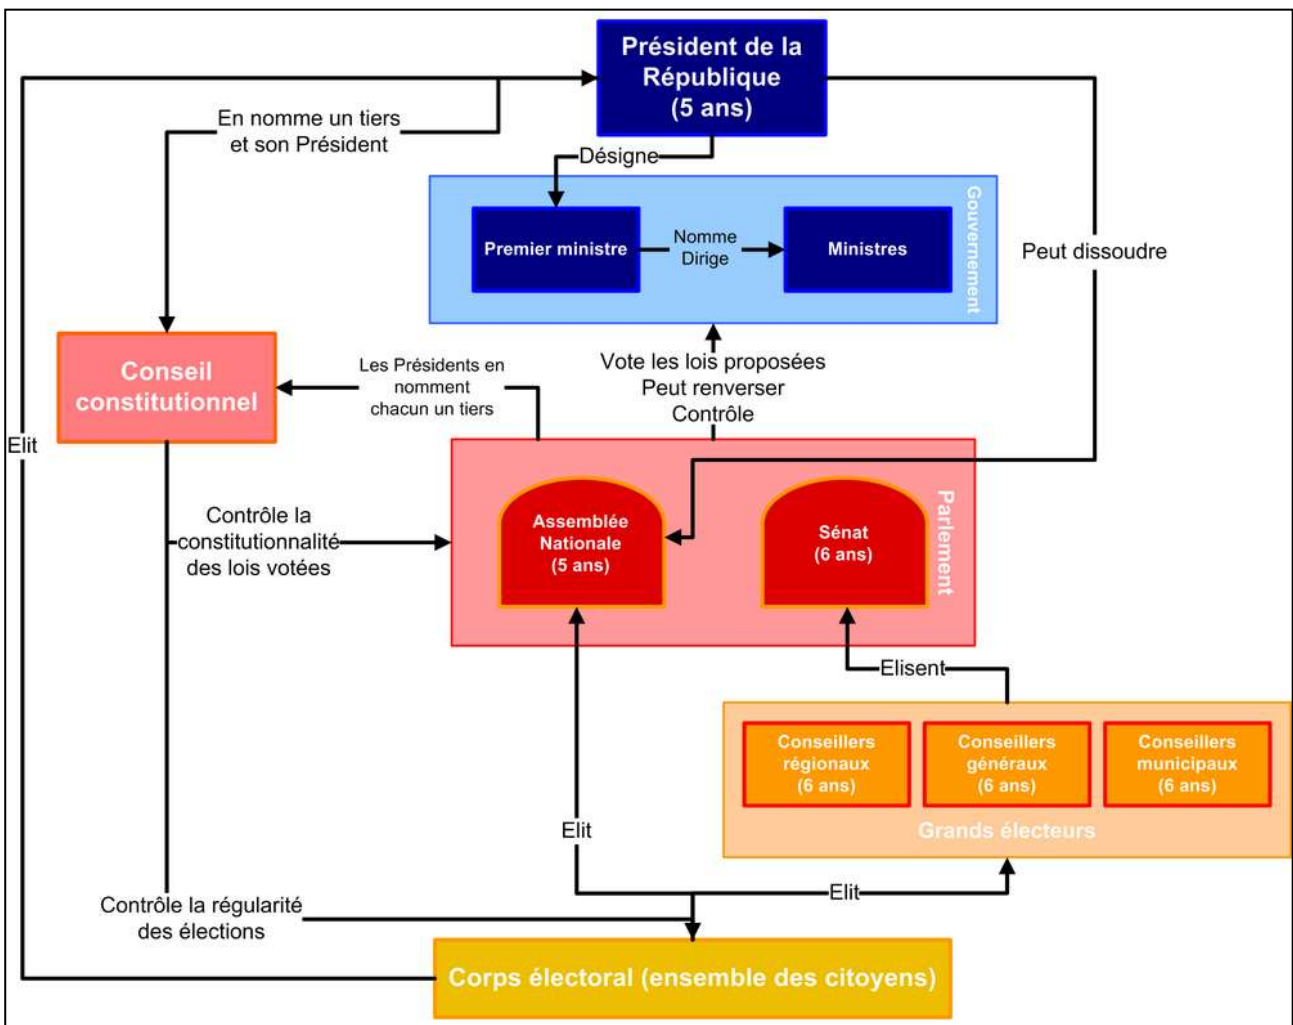 Président de la
République
(5 ans)
En nomme un tiers
et son Président
Désigne
Gouvernement
Premier ministre
Nomme
Dirige
Ministres
Peut dissoudre
Conseil
constitutionnel
Les Présidents en
nomment
chacun un tiers
Vote les lois proposées
Peut renverser
Contrôle
Elit
Parlement
Assemblée
Nationale
(5 ans)
Sénat
(6 ans)
Contrôle la
constitutionnalité
des lois votées
Elisent
Conseillers
régionaux
(6 ans)
Conseillers
généraux
(6 ans)
Conseillers
municipaux
(6 ans)
Grands électeurs
Elit
Elit
Contrôle la régularité
des élections
Corps électoral (ensemble des citoyens)